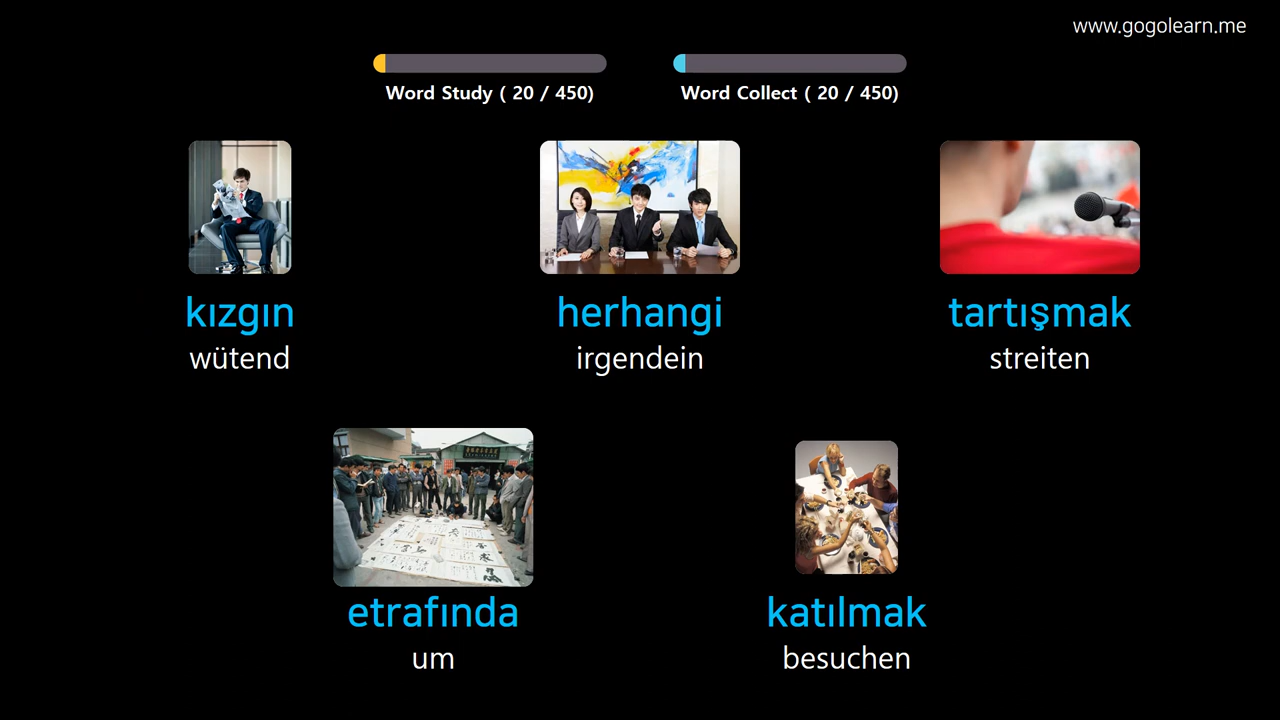 www.gogolearn.me
Word Study ( 20 / 450)
Word Collect ( 20 / 450)
kızgın
wütend
herhangi
irgendein
tartışmak
streiten
etrafında
um
katılmak
besuchen